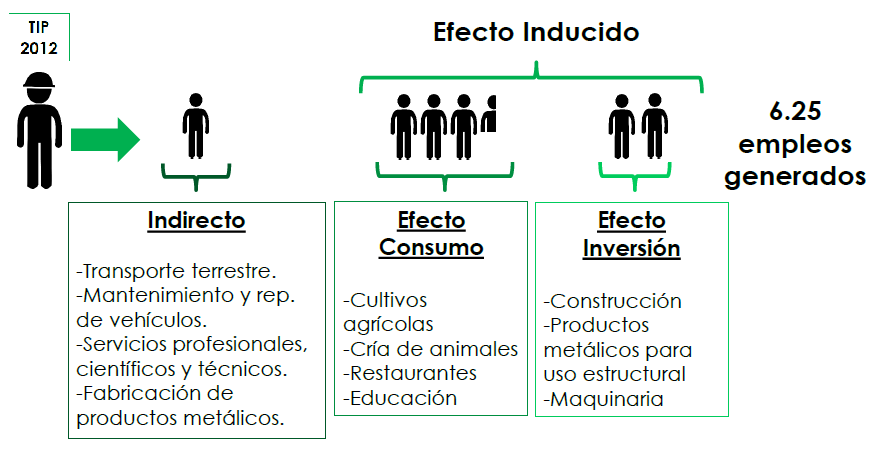 TIP
2012
Efecto Inducido
6.25
empleos
generados
Indirecto
-Transporte terrestre.
-Mantenimiento y rep.
de vehículos.
-Servicios profesionales,
científicos y técnicos.
-Fabricación de
productos metálicos.
Efecto
Consumo
-Cultivos
agrícolas
-Cría de animales
-Restaurantes
-Educación
Efecto
Inversión
-Construcción
-Productos
metálicos para
uso estructural
-Maquinaria